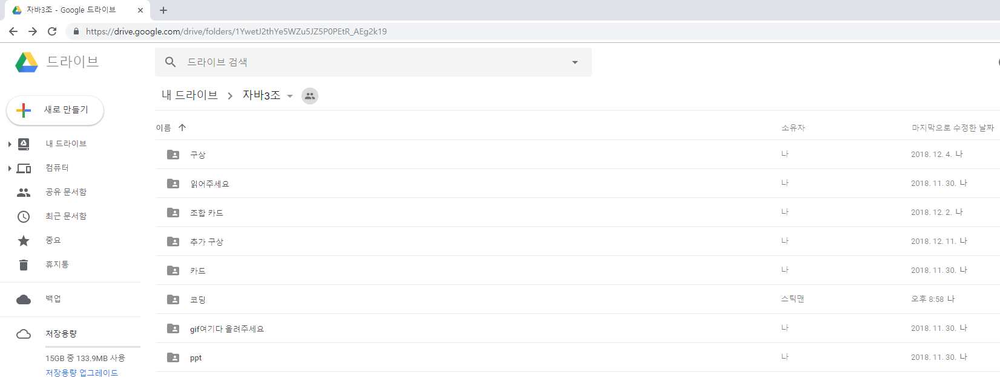 자바3조 - Google 드라이브
https://drive.google.com/drive/folders/1YwetJ2thYe5WZu5JZ5P0PEtR_AEg2k19
드라이브
드라이브 검색
내 드라이브 > 자바3조
새로 만들기
내 드라이브
컴퓨터
공유 문서함
최근 문서함
중요
휴지통
백업
저장용량
15GB 중 133.9MB 사용
저장용량 업그레이드
이름 소유자 마지막으로 수정한 날짜
구상 나 2018. 12. 4. 나
읽어주세요 나 2018. 11. 30. 나
조합 카드 나 2018. 12. 2. 나
추가 구상 나 2018. 12. 11. 나
카드 나 2018. 11. 30. 나
코딩 스틱맨 오후 8:58 나
gif여기다 올려주세요 나 2018. 11. 30. 나
ppt 나 2018. 11. 30. 나